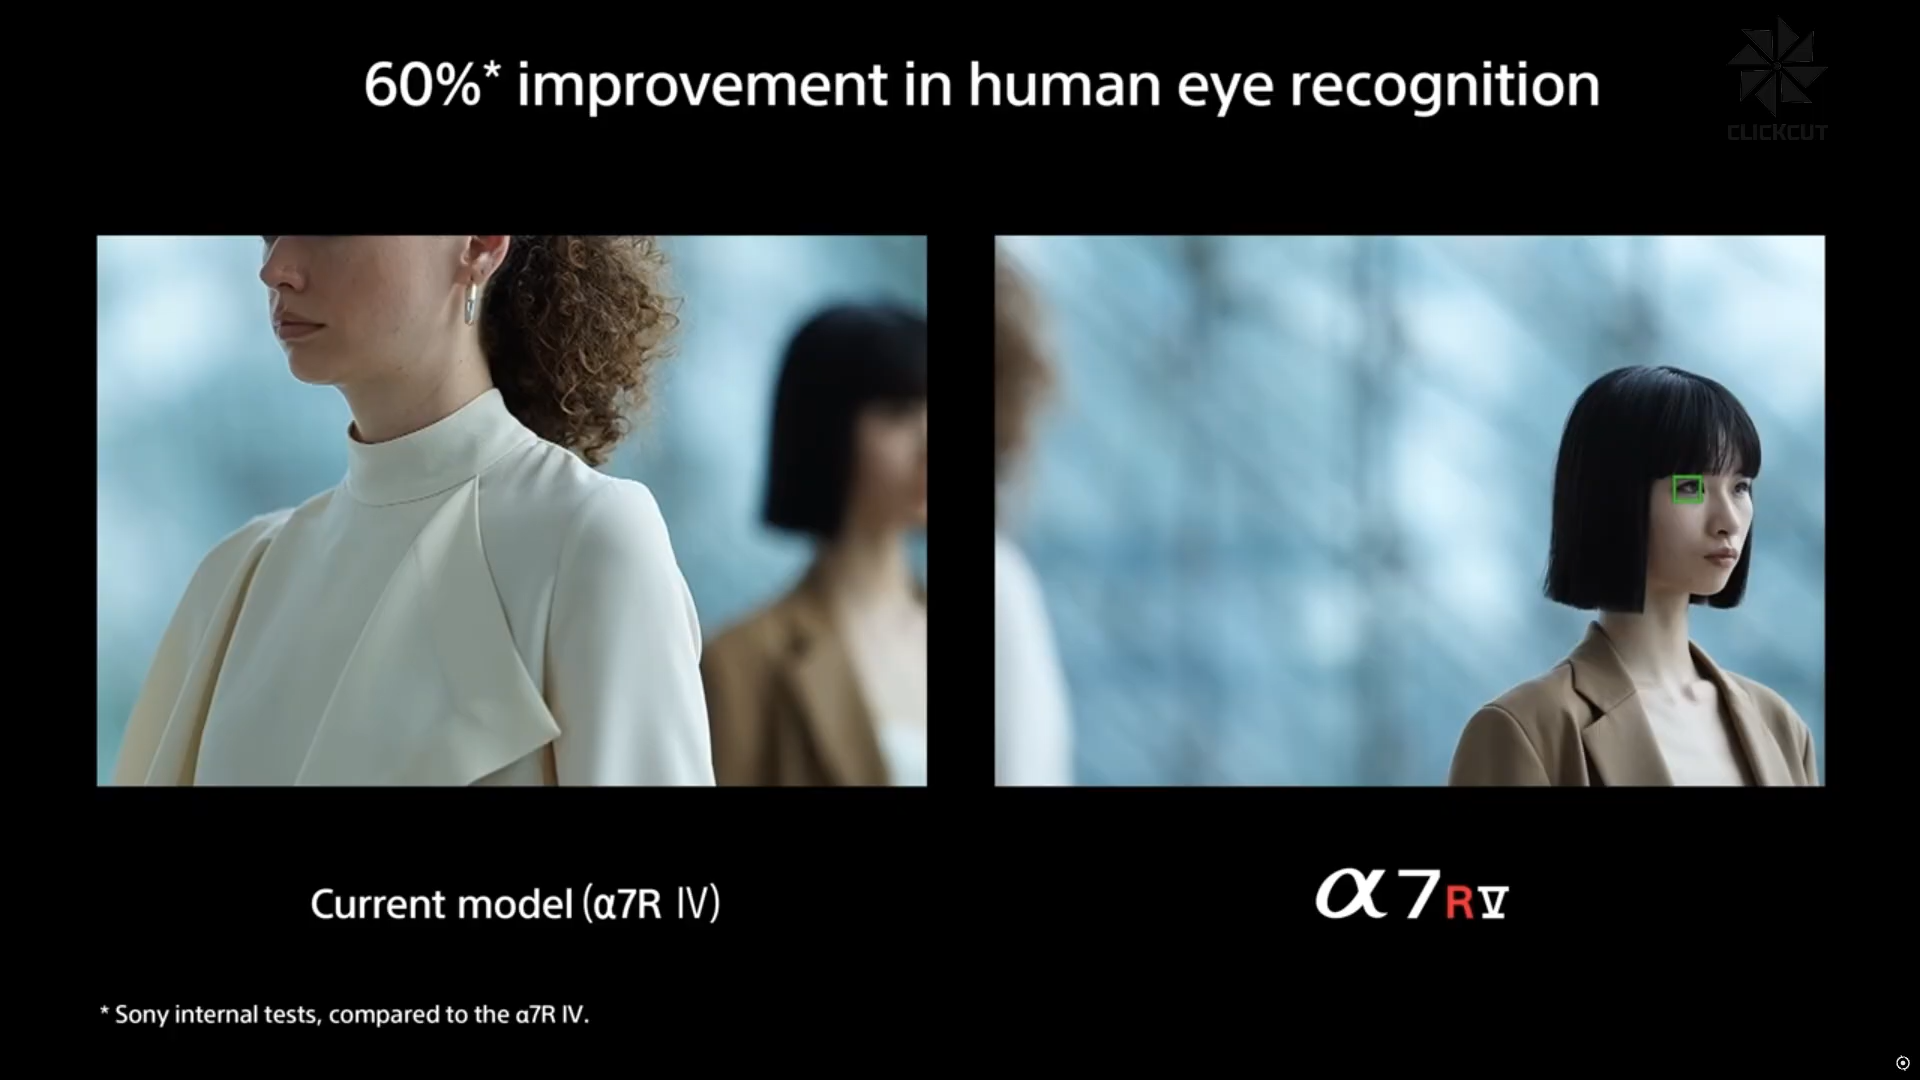 60%* improvement in human eye recognition
CLICKCUT
Current model (α7R Ⅳ)
α7RV
* Sony internal tests, compared to the α7R Ⅳ.